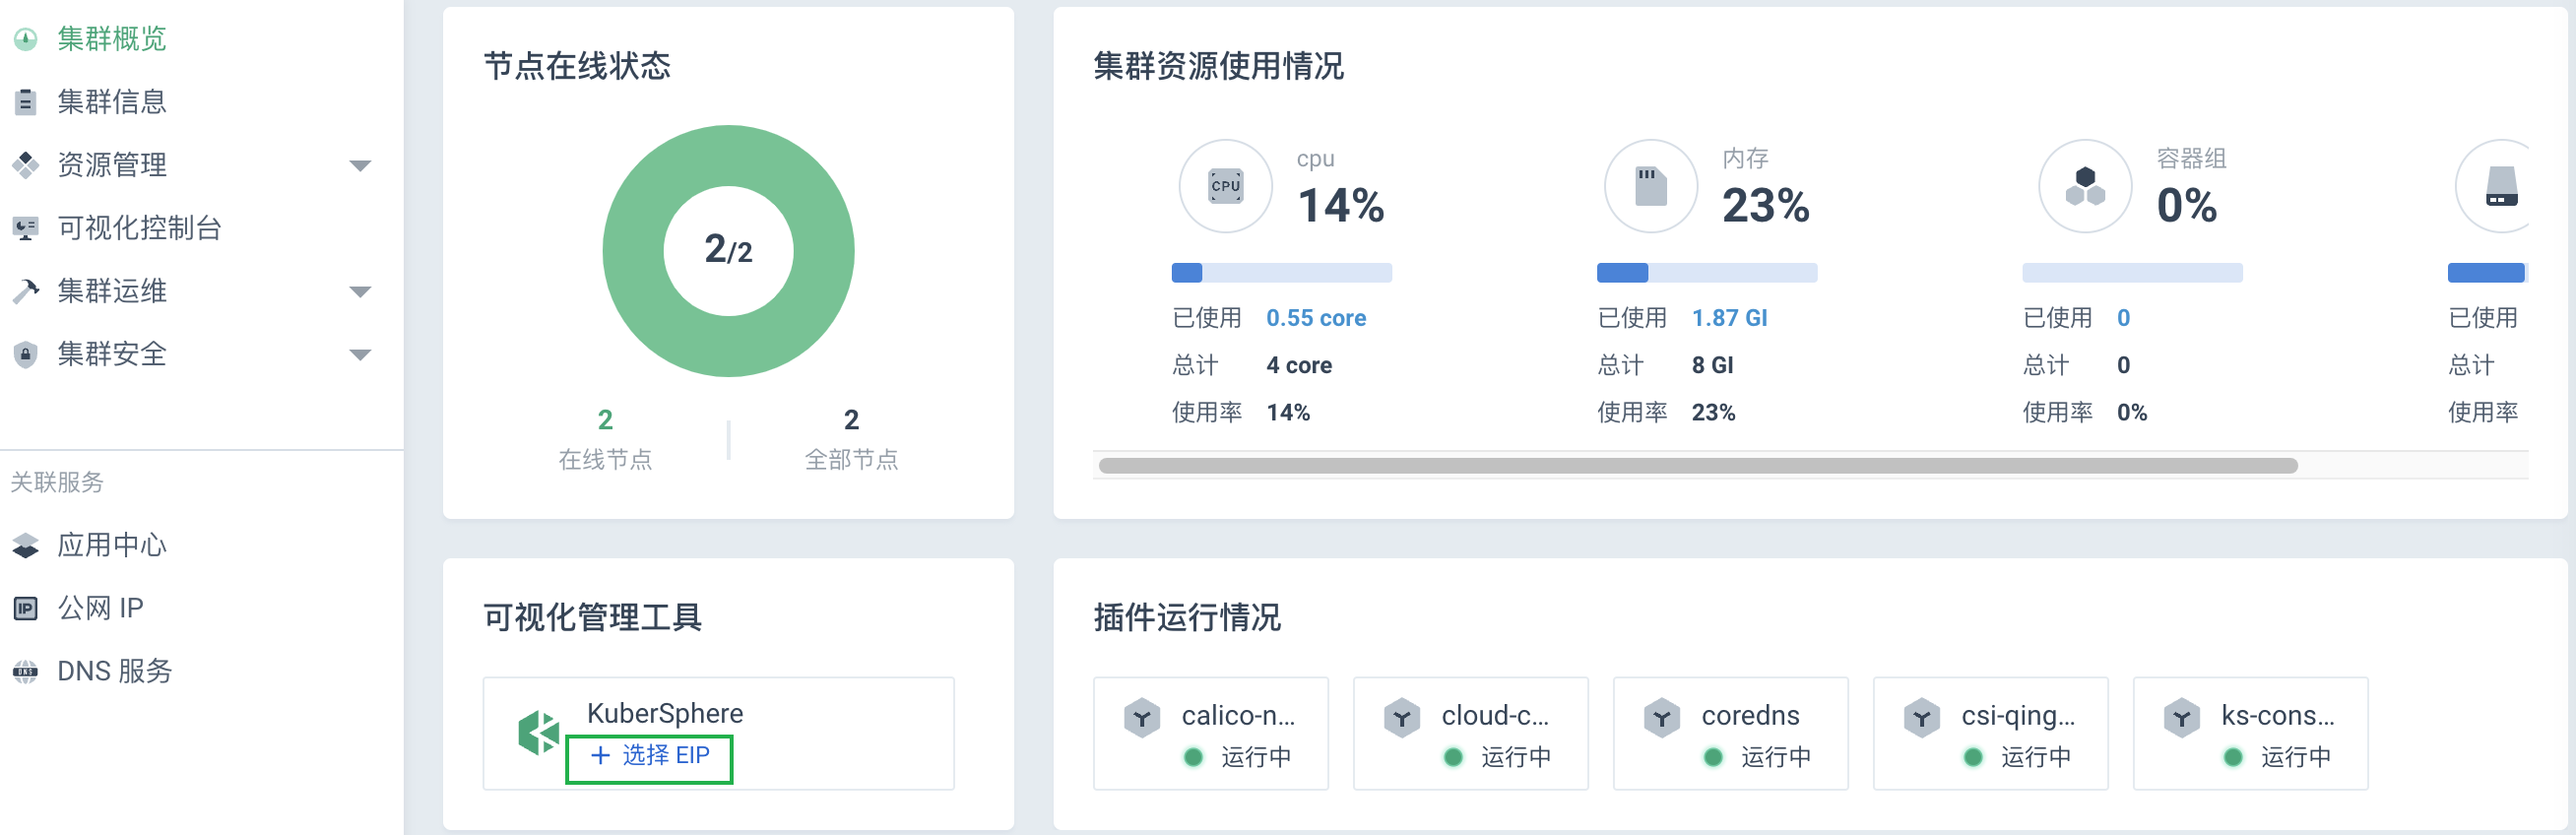 集群概览
集群信息
资源管理
可视化控制台
集群运维
集群安全
关联服务
应用中心
IP 公网 IP
DNS DNS 服务
节点在线状态
2/2
2 2
在线节点 全部节点
集群资源使用情况
CPU cpu 14%
已使用 0.55 core
总计 4 core
使用率 14%
内存 23%
已使用 1.87 GI
总计 8 GI
使用率 23%
容器组 0%
已使用 0
总计 0
使用率 0%
已使用
总计
使用率
可视化管理工具
KuberSphere
+ 选择 EIP
插件运行情况
calico-n...
运行中
cloud-c...
运行中
coredns
运行中
csi-qing...
运行中
ks-cons...
运行中